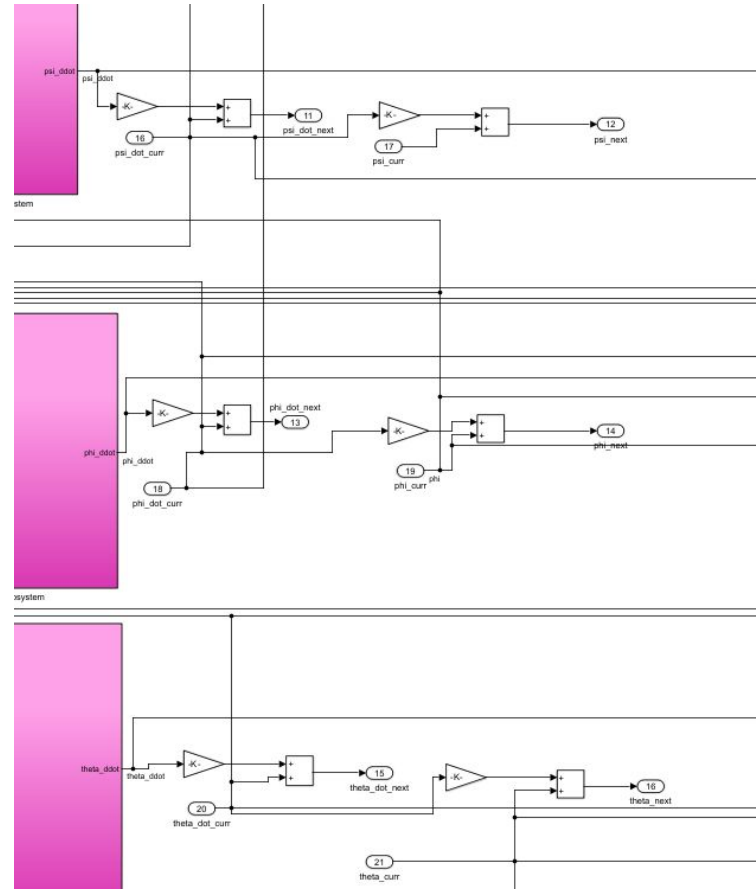 psi_ddot
psi_ddot
-K-
+
+
11
psi_dot_next
16
psi_dot_curr
-K-
+
+
12
psi_next
17
psi_curr
stem
phi_ddot
phi_ddot
-K-
+
+
phi_dot_next
13
18
phi_dot_curr
-K-
+
+
14
phi_next
19
phi_curr
phi
osystem
theta_ddot
theta_ddot
-K-
+
+
15
theta_dot_next
20
theta_dot_curr
-K-
+
+
16
theta_next
21
theta_curr